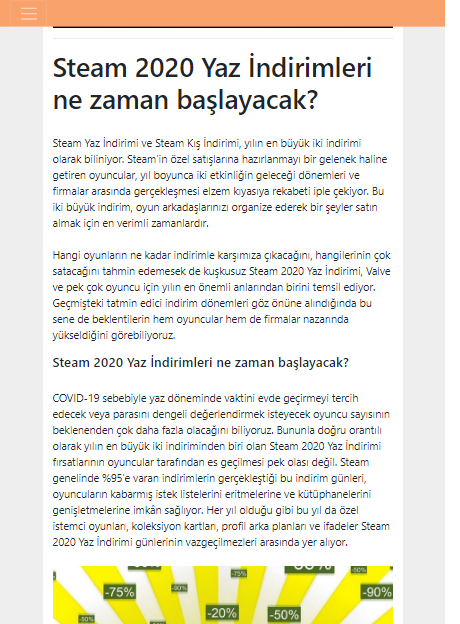 Steam 2020 Yaz İndirimleri
ne zaman başlayacak?
Steam Yaz İndirimi ve Steam Kış İndirimi, yılın en büyük iki indirimi
olarak biliniyor. Steam'in özel satışlarına hazırlanmayı bir gelenek haline
getiren oyuncular, yıl boyunca iki etkinliğin geleceği dönemleri ve
firmalar arasında gerçekleşmesi elzem kıyasıya rekabeti iple çekiyor. Bu
iki büyük indirim, oyun arkadaşlarınızı organize ederek bir şeyler satın
almak için en verimli zamanlardır.
Hangi oyunların ne kadar indirimle karşımıza çıkacağını, hangilerinin çok
satacağını tahmin edemesek de kuşkusuz Steam 2020 Yaz İndirimi, Valve
ve pek çok oyuncu için yılın en önemli anlarından birini temsil ediyor.
Geçmişteki tatmin edici indirim dönemleri göz önüne alındığında bu
sene de beklentilerin hem oyuncular hem de firmalar nazarında
yükseldiğini görebiliyoruz.
Steam 2020 Yaz İndirimleri ne zaman başlayacak?
COVID-19 sebebiyle yaz döneminde vaktini evde geçirmeyi tercih
edecek veya parasını dengeli değerlendirmek isteyecek oyuncu sayısının
beklenenden çok daha fazla olacağını biliyoruz. Bununla doğru orantılı
olarak yılın en büyük iki indiriminden biri olan Steam 2020 Yaz İndirimi
fırsatlarının oyuncular tarafından es geçilmesi pek olası değil. Steam
genelinde %95'e varan indirimlerin gerçekleştiği bu indirim günleri,
oyuncuların kabarmış istek listelerini eritmelerine ve kütüphanelerini
genişletmelerine imkân sağlıyor. Her yıl olduğu gibi bu yıl da özel
istemci oyunları, koleksiyon kartları, profil arka planları ve ifadeler Steam
2020 Yaz İndirimi günlerinin vazgeçilmezleri arasında yer alıyor.
-75%
-50%
-75%
-90%
-20%
-50%
-50%